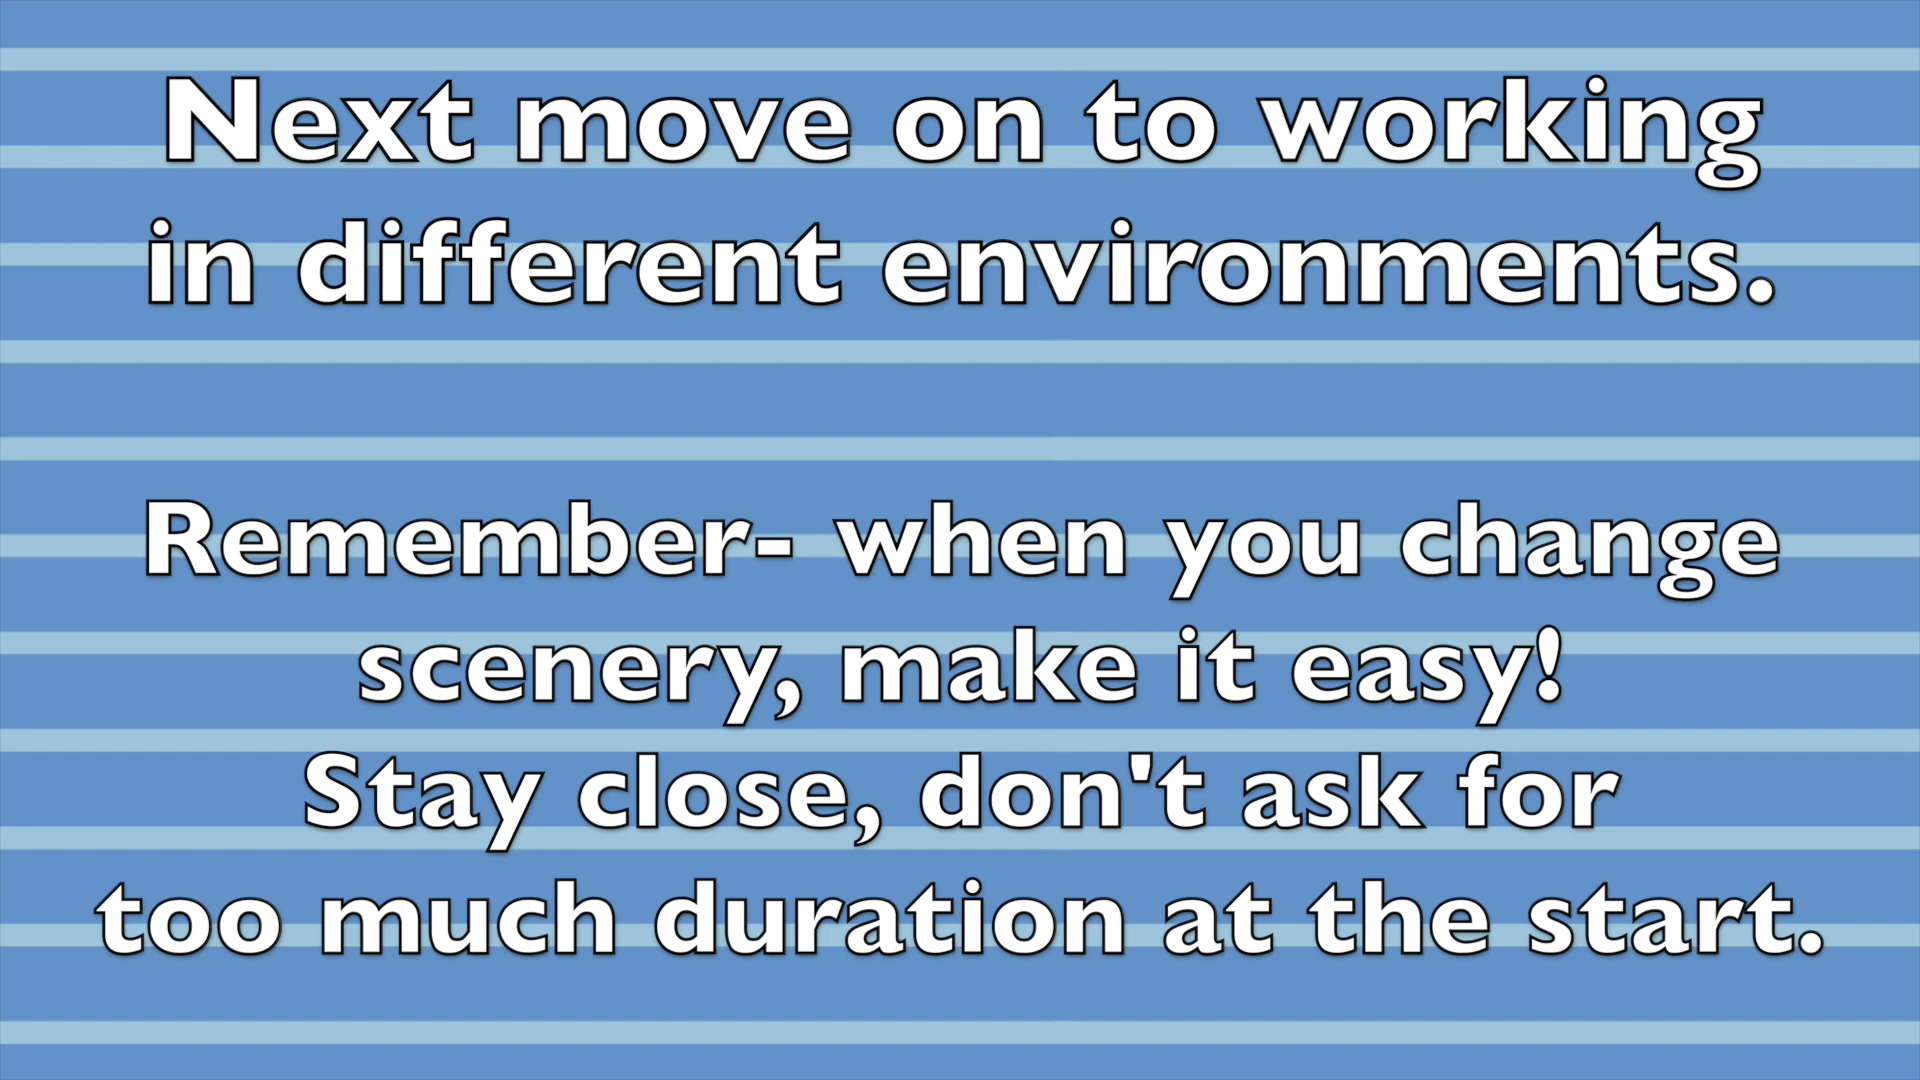 Next move on to working
in different environments.
Remember- when you change
scenery, make it easy!
Stay close, don't ask for
too much duration at the start.